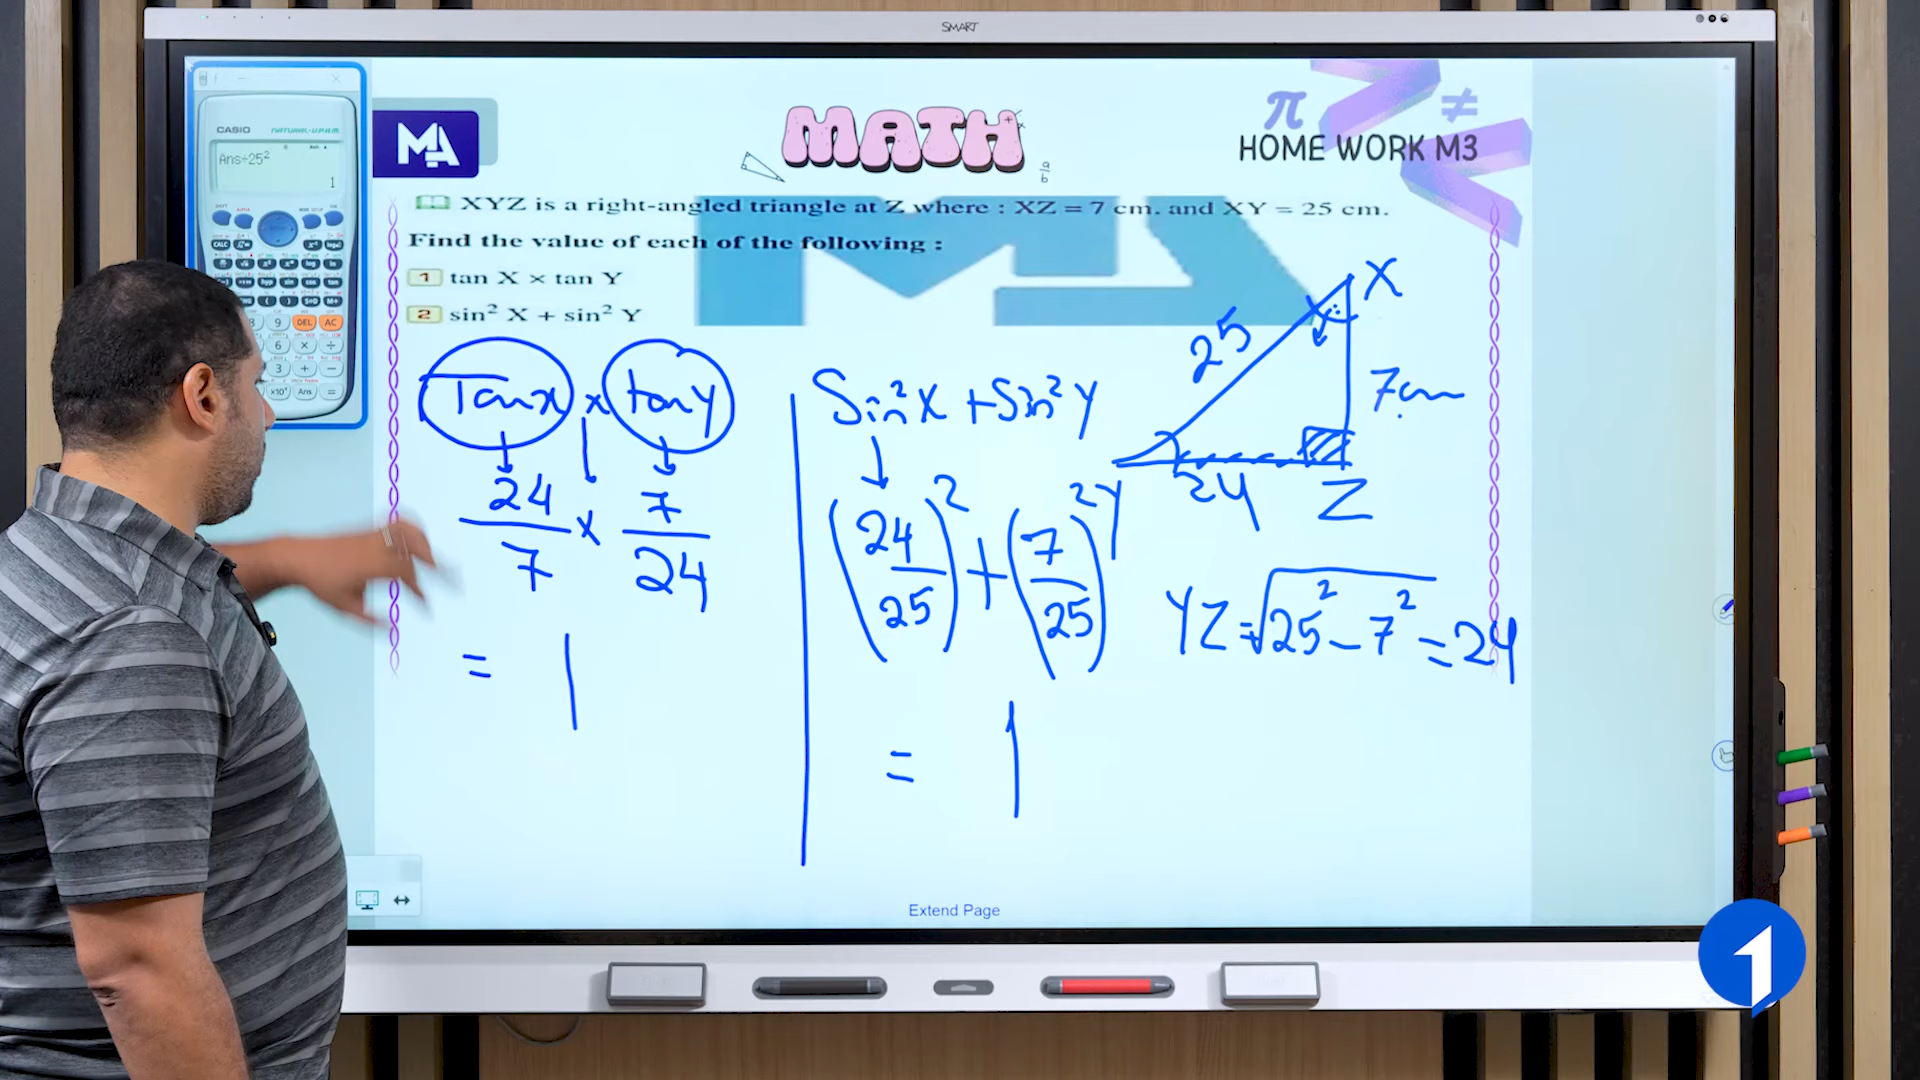 SMART
CASIO NATURAL-V.P.A.M.
Ans÷25²
1
MA
MATH
π ≠
HOME WORK M3
XYZ is a right-angled triangle at Z where : XZ = 7 cm. and XY = 25 cm.
Find the value of each of the following :
1 tan X × tan Y
2 sin² X + sin² Y
Tan x × tan y
24/7 × 7/24
= 1
Sin² X + Sin² Y
(24/25)² + (7/25)²
= 1
X
25
7cm
24
Z
Y
YZ = √25² - 7² = 24
Extend Page
1